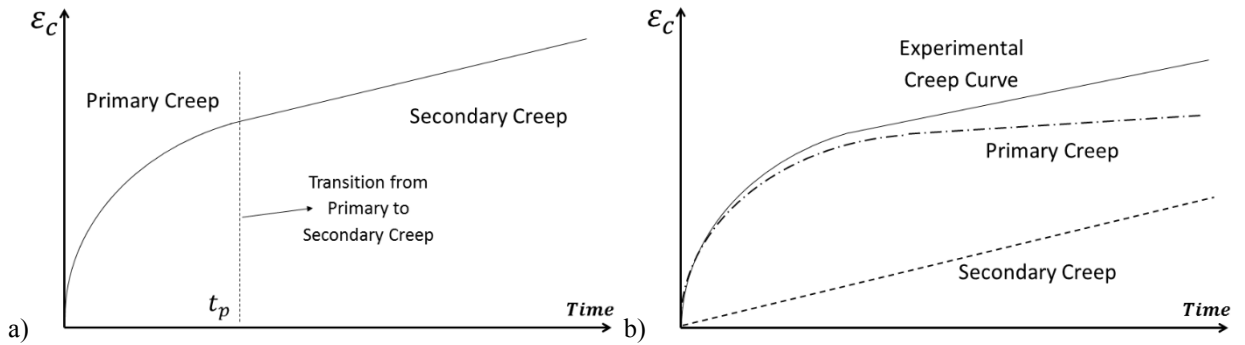 ε_c
Primary Creep
Secondary Creep
Transition from
Primary to
Secondary Creep
t_p
Time
a)
ε_c
Experimental
Creep Curve
Primary Creep
Secondary Creep
Time
b)